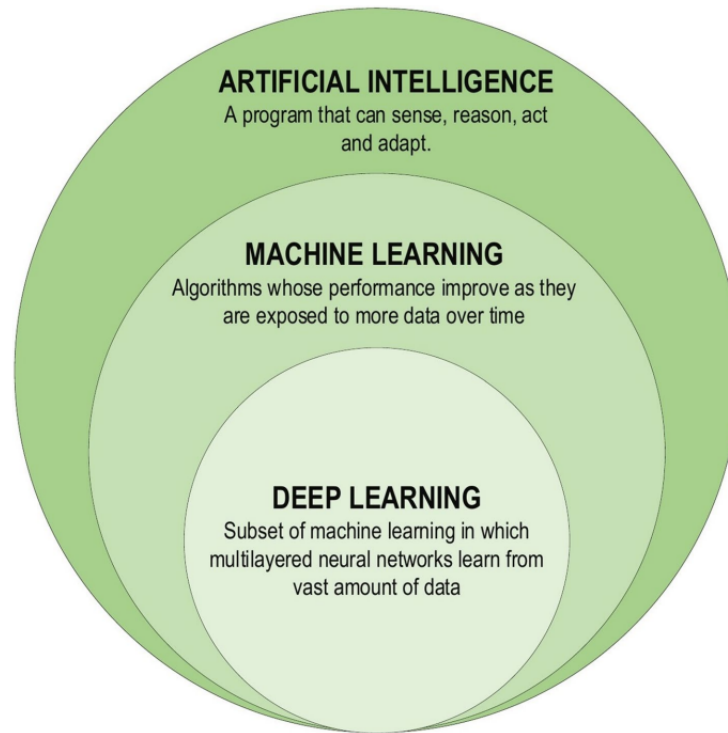 ARTIFICIAL INTELLIGENCE
A program that can sense, reason, act
and adapt.
MACHINE LEARNING
Algorithms whose performance improve as they
are exposed to more data over time
DEEP LEARNING
Subset of machine learning in which
multilayered neural networks learn from
vast amount of data